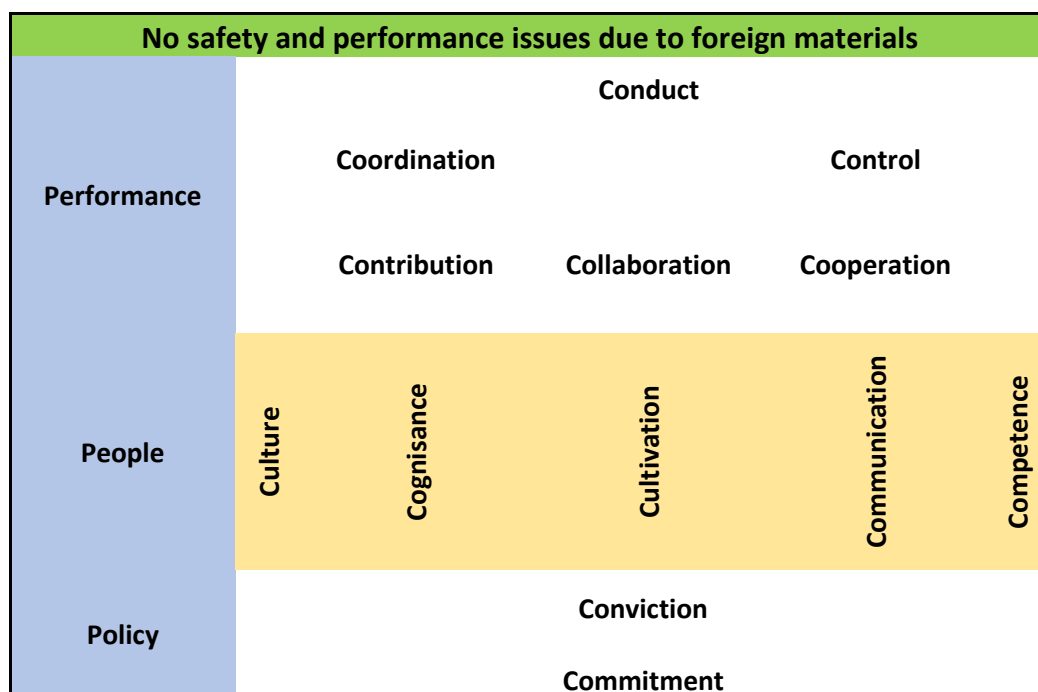 No safety and performance issues due to foreign materials
Conduct
Coordination Control
Performance
Contribution Collaboration Cooperation
Culture
Cognisance
Cultivation
Communication
Competence
People
Conviction
Policy
Commitment